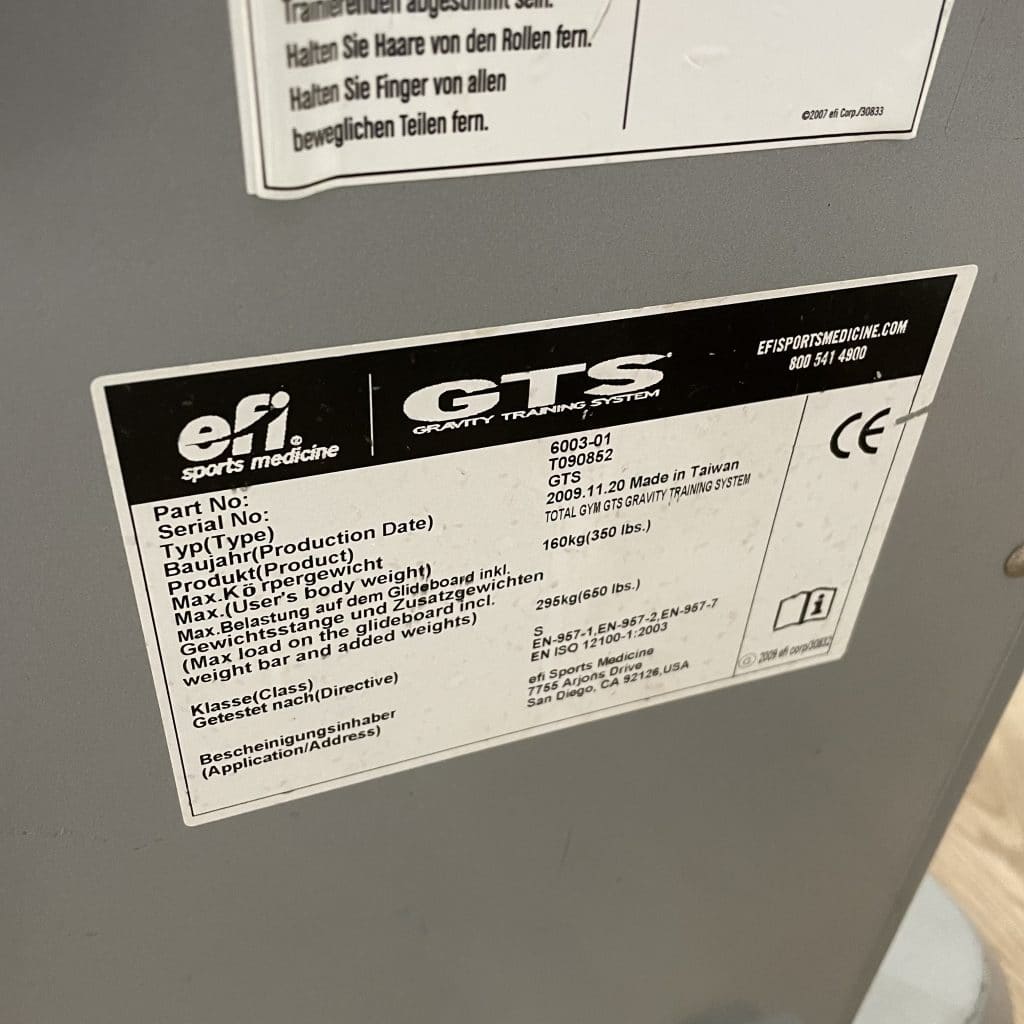 Trainierenden abgestimmt sein.
Halten Sie Haare von den Rollen fern.
Halten Sie Finger von allen
beweglichen Teilen fern.
©2007 efi Corp./30833
efi®
sports medicine
GTS
GRAVITY TRAINING SYSTEM
EFISPORTSMEDICINE.COM
800 541 4900
CE
Part No: 6003-01
Serial No: T090852
Typ(Type) GTS
Baujahr(Production Date) 2009.11.20 Made in Taiwan
Produkt(Product) TOTAL GYM GTS GRAVITY TRAINING SYSTEM
Max.Körpergewicht 160kg(350 lbs.)
Max.(User's body weight)
Max.Belastung auf dem Glideboard inkl. 295kg(650 lbs.)
Gewichtsstange und Zusatzgewichten
(Max load on the glideboard incl.
weight bar and added weights)
Klasse(Class) S
Getestet nach(Directive) EN-957-1,EN-957-2,EN-957-7
EN ISO 12100-1:2003
Bescheinigungsinhaber efi Sports Medicine
(Application/Address) 7755 Arjons Drive
San Diego, CA 92126,USA
i
© 2009 efi corp/30832